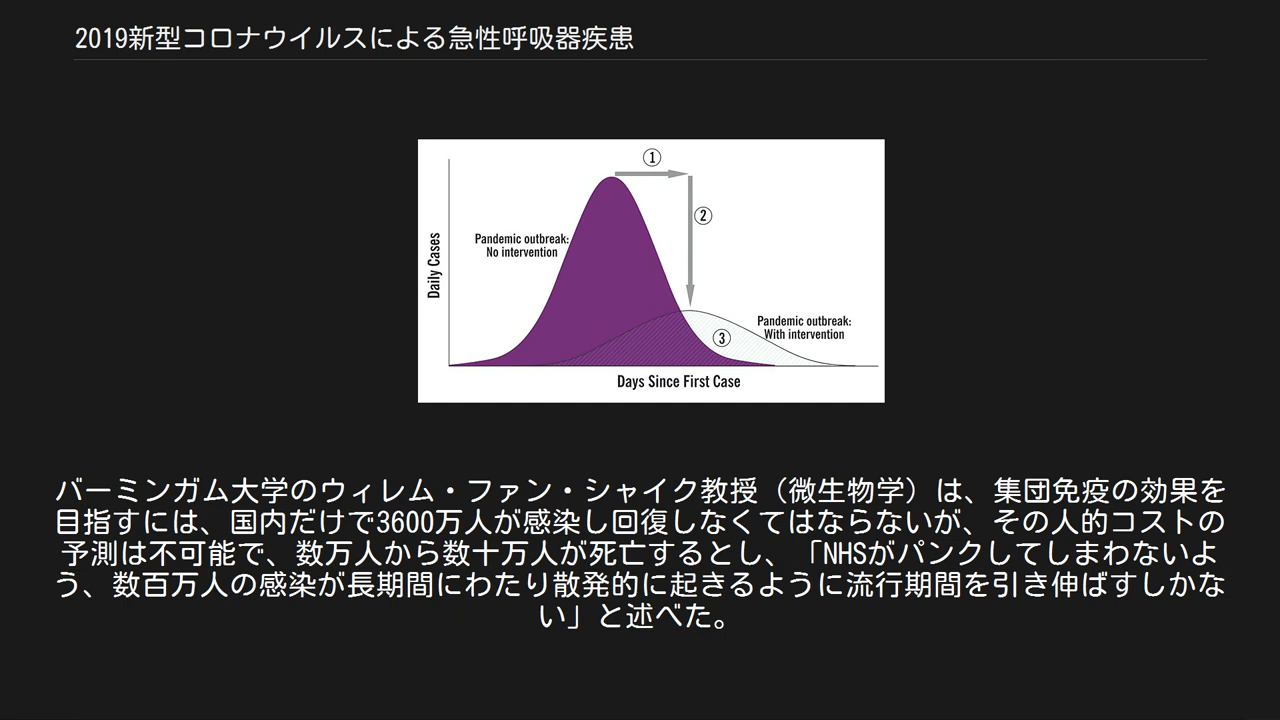 2019新型コロナウイルスによる急性呼吸器疾患
①
②
Pandemic outbreak:
No intervention
Daily Cases
Pandemic outbreak:
With intervention
③
Days Since First Case
バーミンガム大学のウィレム・ファン・シャイク教授（微生物学）は、集団免疫の効果を
目指すには、国内だけで3600万人が感染し回復しなくてはならないが、その人的コストの
予測は不可能で、数万人から数十万人が死亡するとし、「NHSがパンクしてしまわないよ
う、数百万人の感染が長期間にわたり散発的に起きるように流行期間を引き伸ばすしかな
い」と述べた。